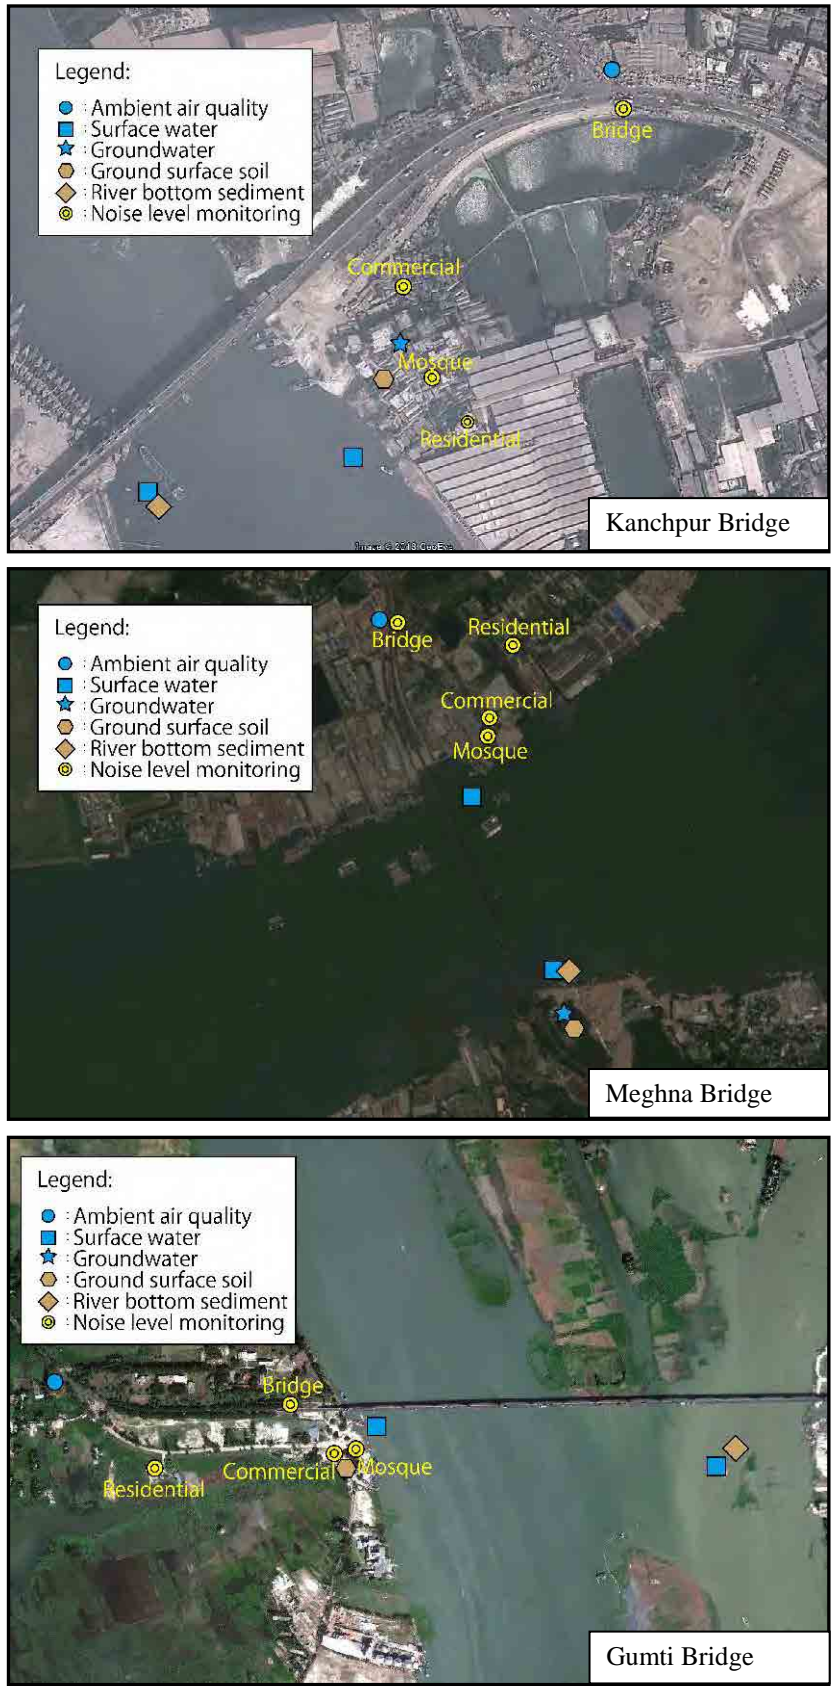 Legend:
: Ambient air quality
: Surface water
: Groundwater
: Ground surface soil
: River bottom sediment
: Noise level monitoring
Bridge
Commercial
Mosque
Residential
Kanchpur Bridge
Image © 2013 GeoEye
Legend:
: Ambient air quality
: Surface water
: Groundwater
: Ground surface soil
: River bottom sediment
: Noise level monitoring
Bridge
Residential
Commercial
Mosque
Meghna Bridge
Legend:
: Ambient air quality
: Surface water
: Groundwater
: Ground surface soil
: River bottom sediment
: Noise level monitoring
Bridge
Commercial
Mosque
Residential
Gumti Bridge